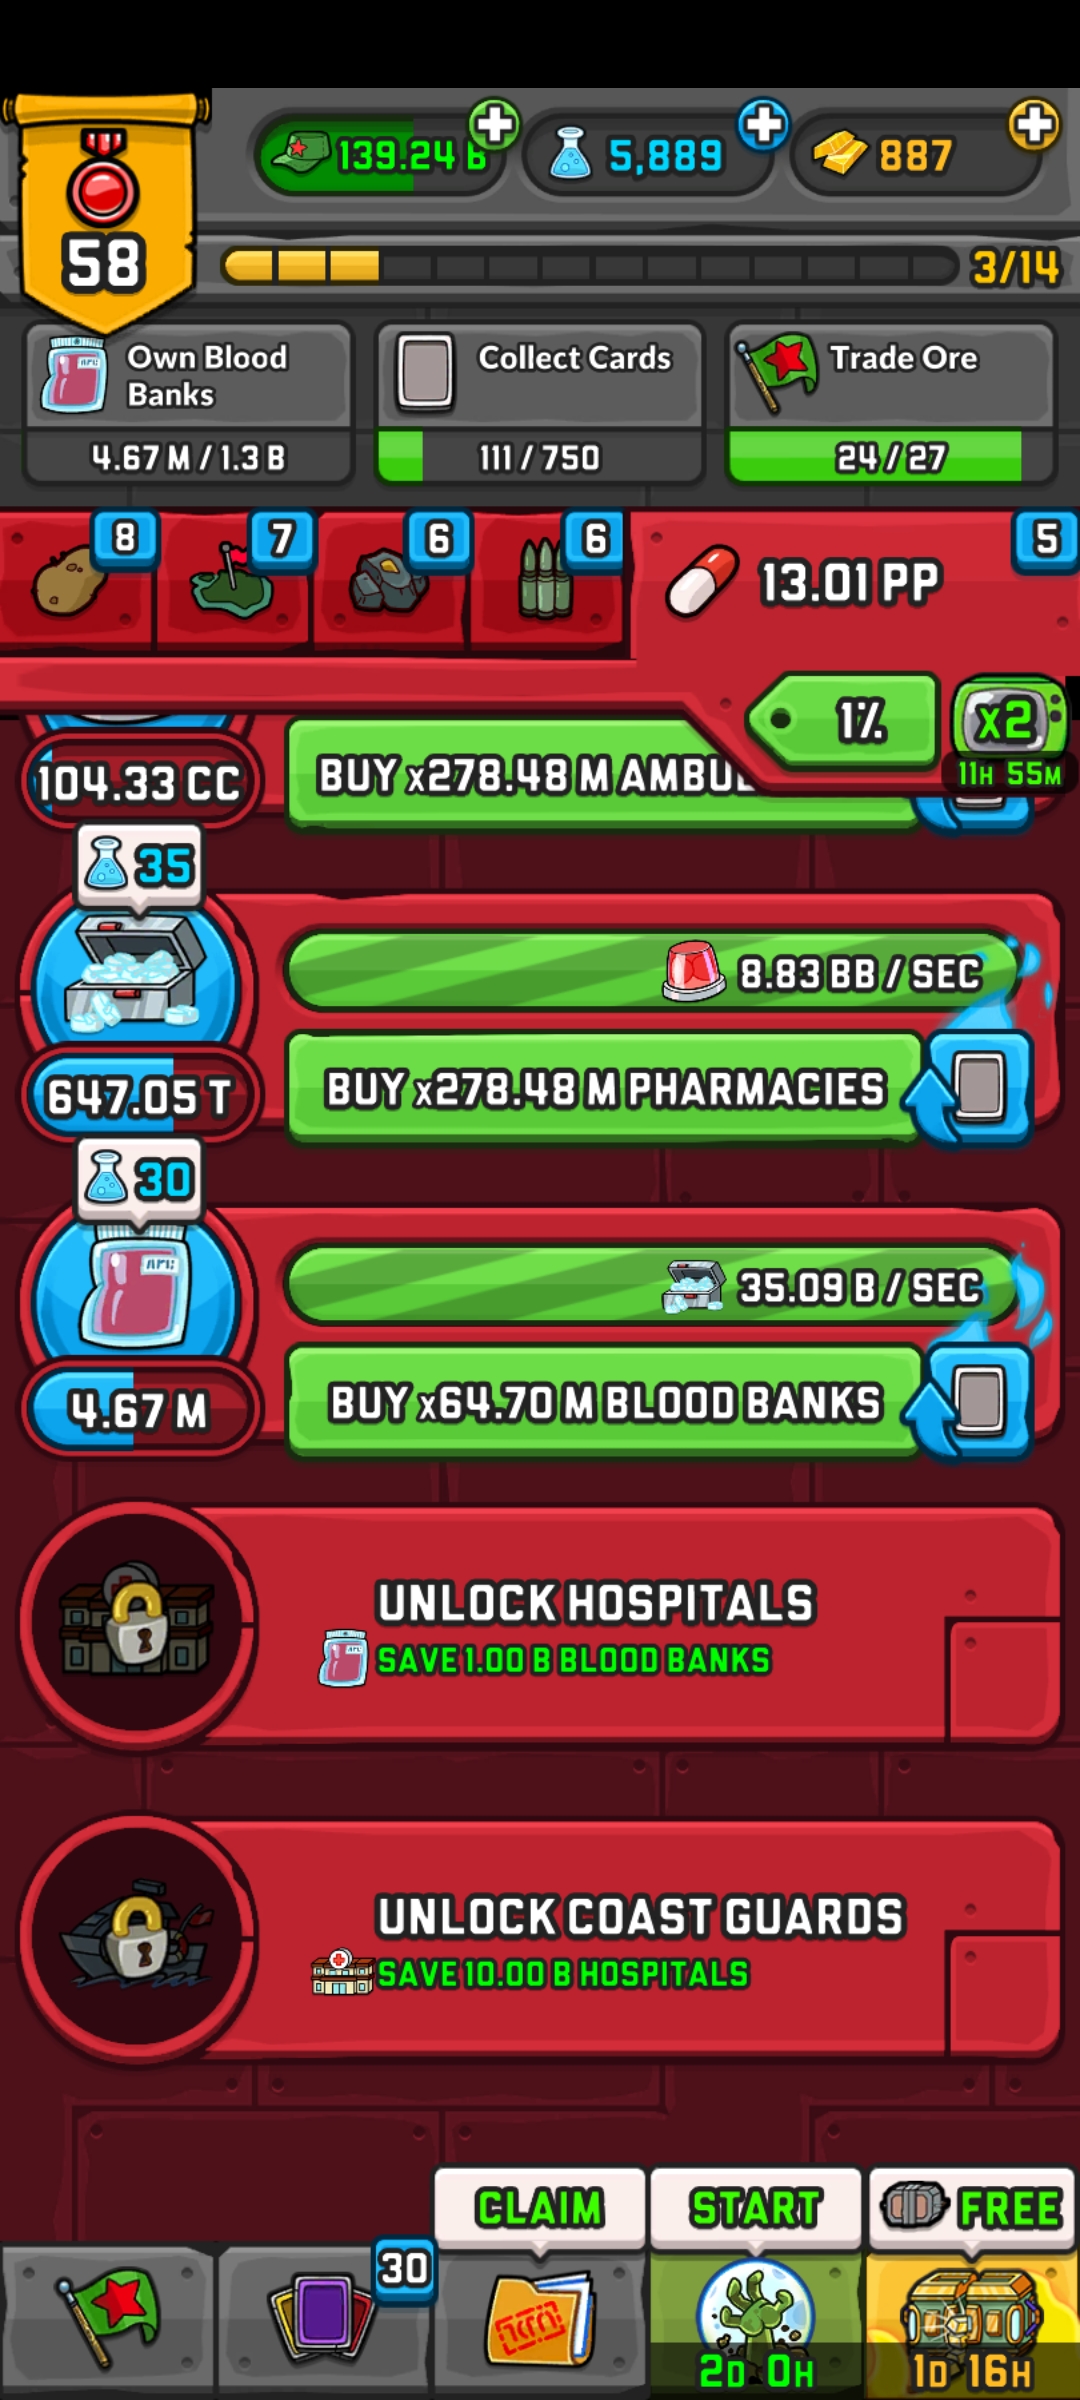 139.24 B
5,889
887
58
3/14
Own Blood
Banks
4.67 M / 1.3 B
Collect Cards
111 / 750
Trade Ore
24 / 27
8
7
6
6
5
13.01 PP
1%
x2
11H 55M
104.33 CC
BUY x278.48 M AMBU
35
8.83 BB / SEC
647.05 T
BUY x278.48 M PHARMACIES
30
35.09 B / SEC
4.67 M
BUY x64.70 M BLOOD BANKS
UNLOCK HOSPITALS
SAVE 1.00 B BLOOD BANKS
UNLOCK COAST GUARDS
SAVE 10.00 B HOSPITALS
CLAIM
START
FREE
30
2D 0H
1D 16H